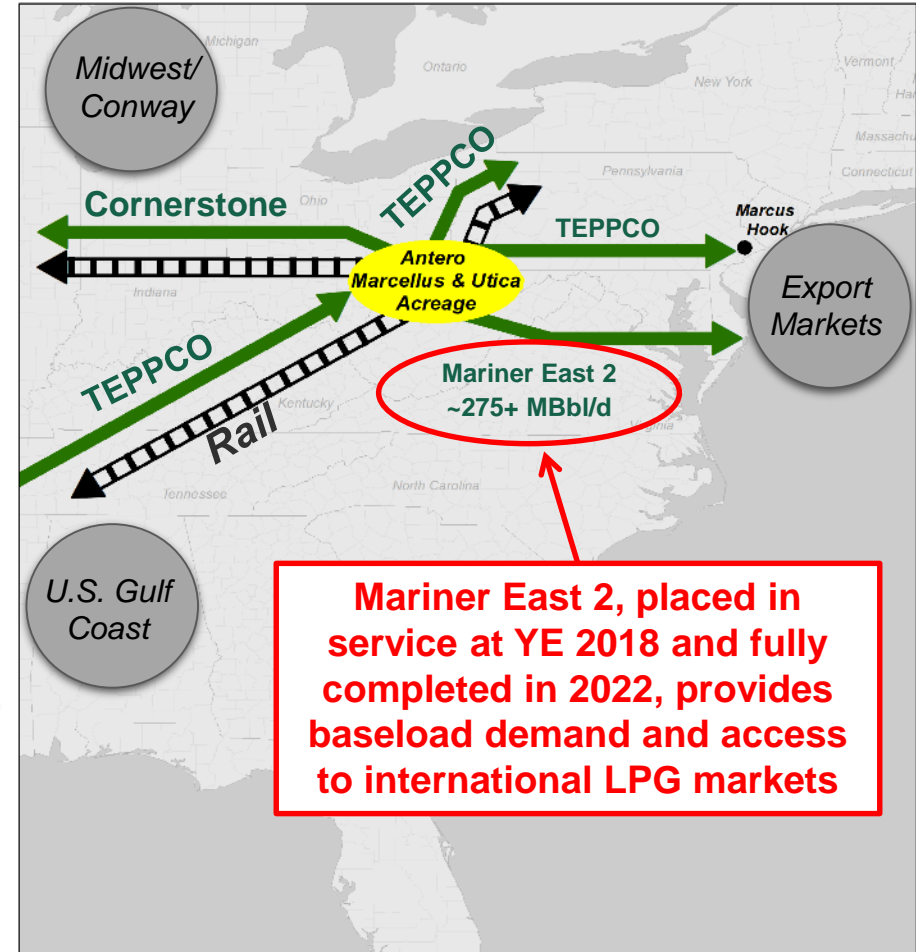 Michigan
Midwest/
Conway
Ontario
Vermont
New York
Massachu
Connecticut
Pennsylvania
TEPPCO
Cornerstone
Ohio
TEPPCO
Marcus
Hook
Antero
Marcellus & Utica
Acreage
Indiana
Export
Markets
TEPPCO
Mariner East 2
~275+ MBbl/d
Kentucky
Rail
Virginia
Tennessee
North Carolina
U.S. Gulf
Coast
Mariner East 2, placed in
service at YE 2018 and fully
completed in 2022, provides
baseload demand and access
to international LPG markets